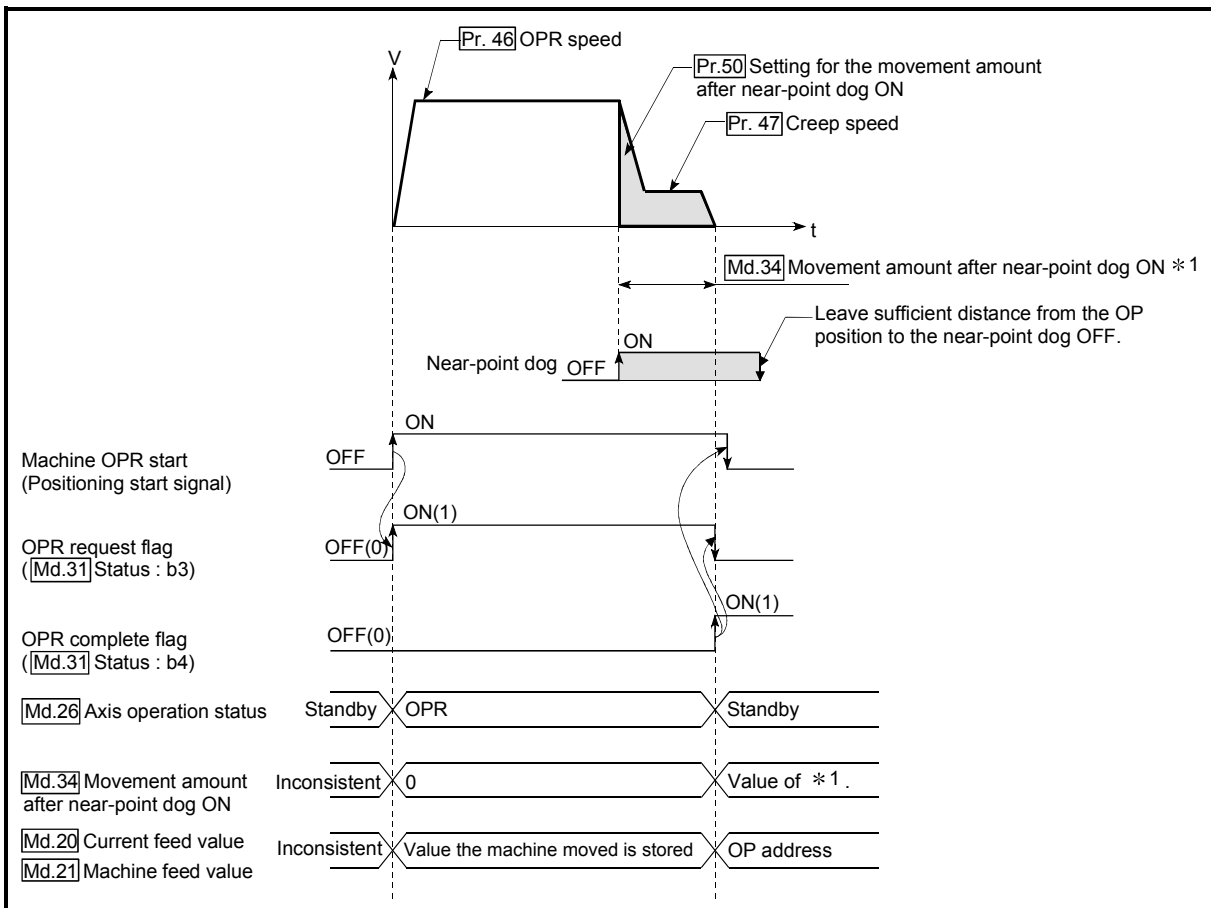 Pr. 46 OPR speed
V
Pr.50 Setting for the movement amount
after near-point dog ON
Pr. 47 Creep speed
t
Md.34 Movement amount after near-point dog ON *1
Leave sufficient distance from the OP
position to the near-point dog OFF.
ON
Near-point dog OFF
ON
Machine OPR start
(Positioning start signal)
OFF
ON(1)
OPR request flag
( Md.31 Status : b3)
OFF(0)
ON(1)
OPR complete flag
( Md.31 Status : b4)
OFF(0)
Md.26 Axis operation status Standby OPR Standby
Md.34 Movement amount
after near-point dog ON
Inconsistent 0 Value of *1 .
Md.20 Current feed value
Md.21 Machine feed value
Inconsistent Value the machine moved is stored OP address